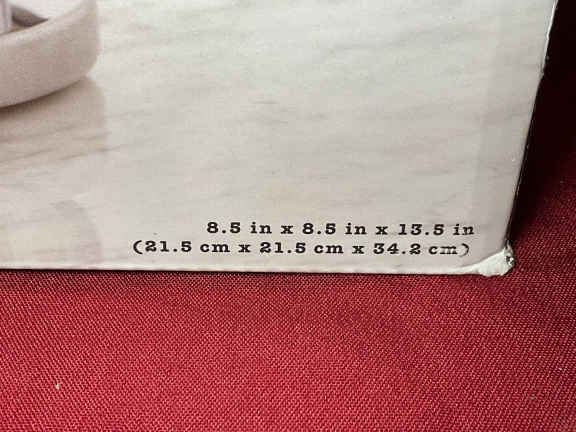 8.5 in x 8.5 in x 13.5 in
(21.5 cm x 21.5 cm x 34.2 cm)